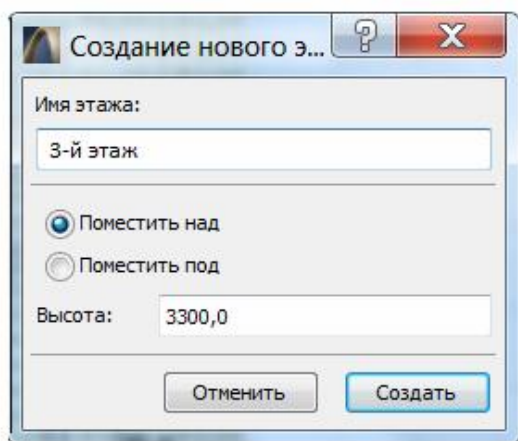 Создание нового э...
Имя этажа:
3-й этаж
Поместить над
Поместить под
Высота:
3300,0
Отменить
Создать